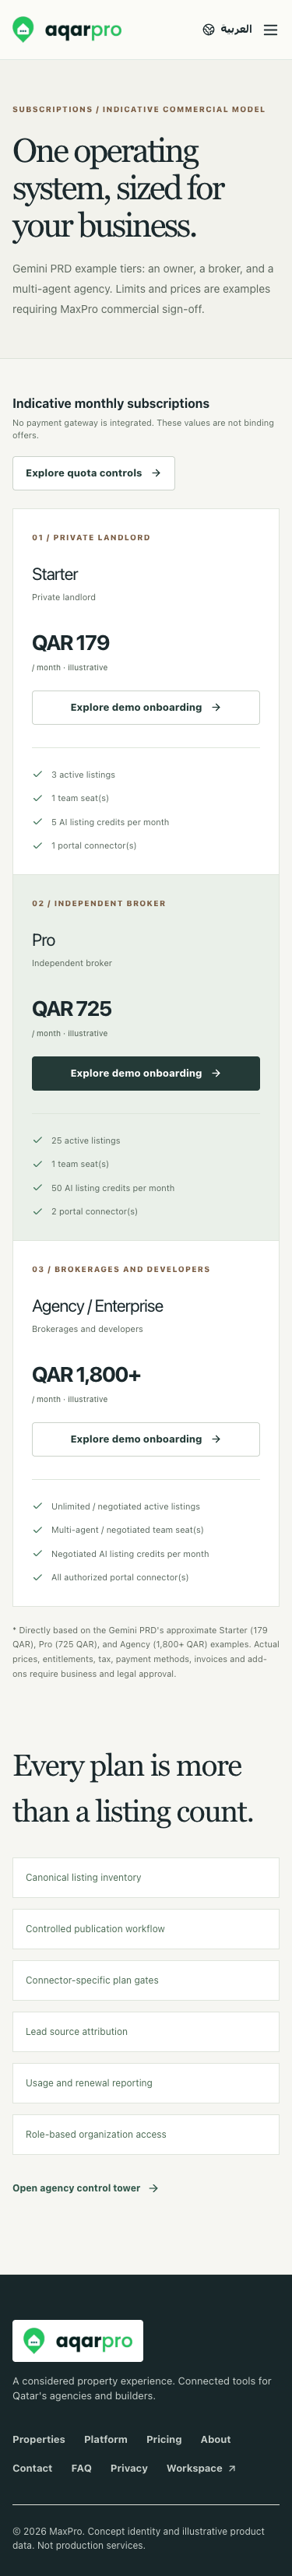 aqarpro
العربية
SUBSCRIPTIONS / INDICATIVE COMMERCIAL MODEL
One operating
system, sized for
your business.
Gemini PRD example tiers: an owner, a broker, and a
multi-agent agency. Limits and prices are examples
requiring MaxPro commercial sign-off.
Indicative monthly subscriptions
No payment gateway is integrated. These values are not binding
offers.
Explore quota controls →
01 / PRIVATE LANDLORD
Starter
Private landlord
QAR 179
/ month · illustrative
Explore demo onboarding →
3 active listings
1 team seat(s)
5 AI listing credits per month
1 portal connector(s)
02 / INDEPENDENT BROKER
Pro
Independent broker
QAR 725
/ month · illustrative
Explore demo onboarding →
25 active listings
1 team seat(s)
50 AI listing credits per month
2 portal connector(s)
03 / BROKERAGES AND DEVELOPERS
Agency / Enterprise
Brokerages and developers
QAR 1,800+
/ month · illustrative
Explore demo onboarding →
Unlimited / negotiated active listings
Multi-agent / negotiated team seat(s)
Negotiated AI listing credits per month
All authorized portal connector(s)
* Directly based on the Gemini PRD's approximate Starter (179
QAR), Pro (725 QAR), and Agency (1,800+ QAR) examples. Actual
prices, entitlements, tax, payment methods, invoices and add-
ons require business and legal approval.
Every plan is more
than a listing count.
Canonical listing inventory
Controlled publication workflow
Connector-specific plan gates
Lead source attribution
Usage and renewal reporting
Role-based organization access
Open agency control tower →
aqarpro
A considered property experience. Connected tools for
Qatar's agencies and builders.
Properties Platform Pricing About
Contact FAQ Privacy Workspace ↗
© 2026 MaxPro. Concept identity and illustrative product
data. Not production services.